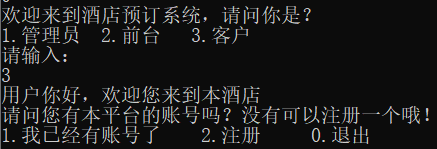 欢迎来到酒店预订系统，请问你是？
1.管理员 2.前台 3.客户
请输入：
3
用户你好，欢迎您来到本酒店
请问您有本平台的账号吗？没有可以注册一个哦！
1.我已经有账号了 2.注册 0.退出